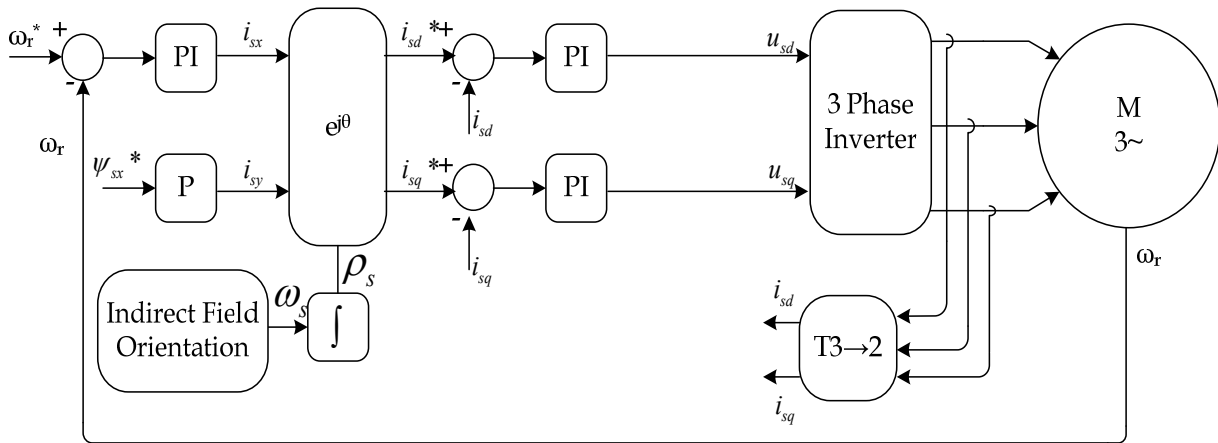 ωr* + PI isx isd *+ PI usd
- -
ejθ isd 3 Phase
Inverter M
3~
ωr
ψsx * P isy isq *+ PI usq
-
isq ωr
ρs
Indirect Field
Orientation ωs ∫
isd
T3→2
isq